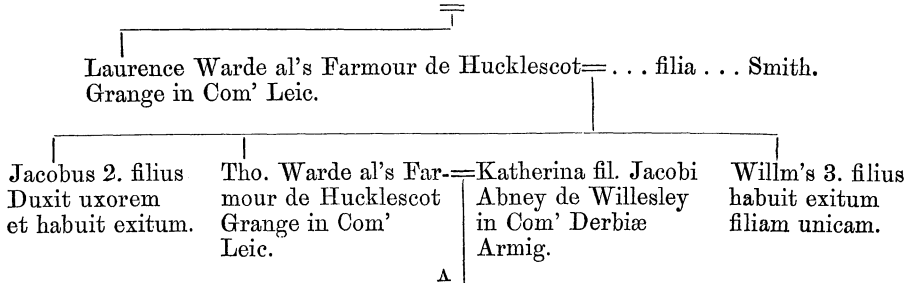 Laurence Warde al's Farmour de Hucklescot= . . . filia . . . Smith.
Grange in Com' Leic.
Jacobus 2. filius
Duxit uxorem
et habuit exitum.
Tho. Warde al's Far-
mour de Hucklescot
Grange in Com'
Leic.
=Katherina fil. Jacobi
Abney de Willesley
in Com' Derbiæ
Armig.
Willm's 3. filius
habuit exitum
filiam unicam.
A